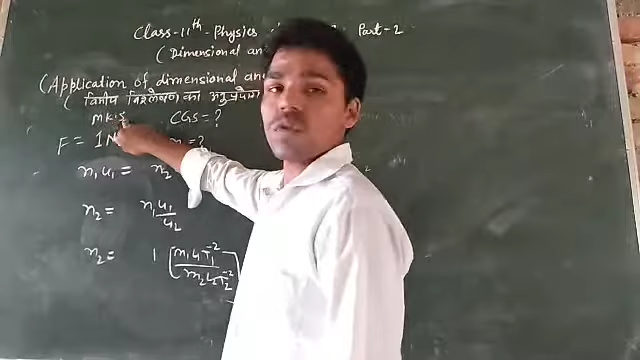 Class-11th-Physics Part-2
(Dimensional an
(Application of dimensional an
(विमीय विश्लेषण का अनुप्रयोग
M.K.S CGS = ?
F = 1N n₂ = ?
n₁u₁ = n₂
n₂ = n₁u₁/u₂
n₂ = 1 [M₁L₁T₁⁻²/M₂L₂T₂⁻²]